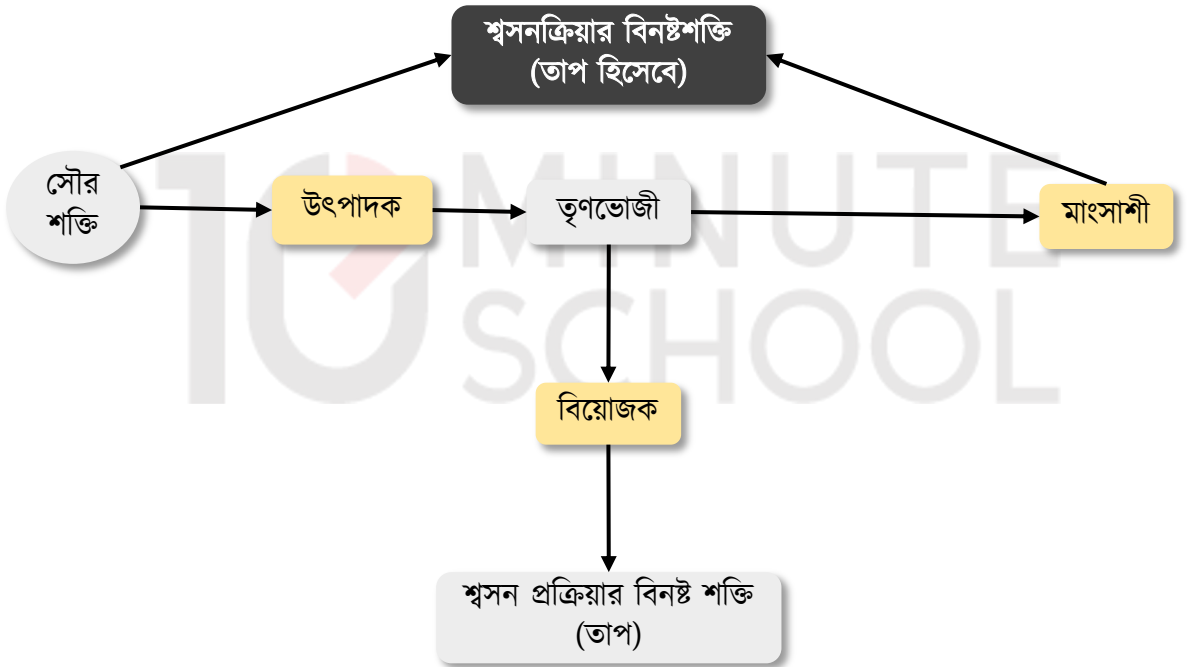 শ্বসনক্রিয়ার বিনষ্টশক্তি
(তাপ হিসেবে)
সৌর
শক্তি
উৎপাদক
তৃণভোজী
মাংসাশী
10 MINUTE
SCHOOL
বিয়োজক
শ্বসন প্রক্রিয়ার বিনষ্ট শক্তি
(তাপ)